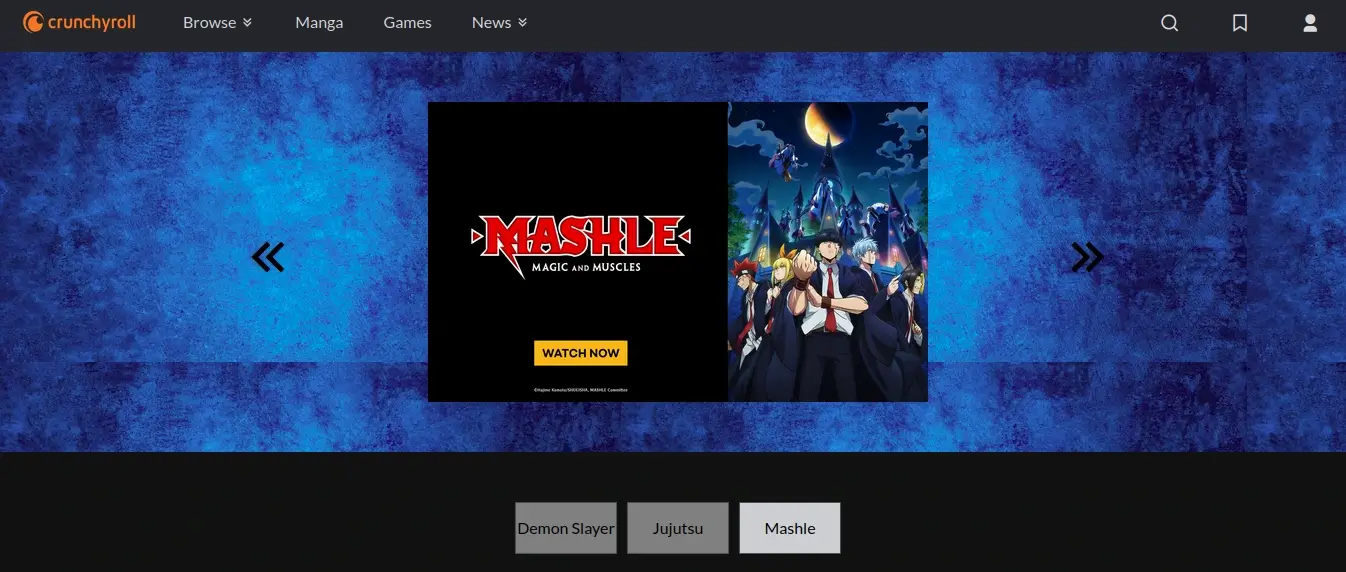 crunchyroll Browse Manga Games News
MASHLE
MAGIC AND MUSCLES
WATCH NOW
©Hajime Komoto/SHUEISHA, MASHLE Committee
Demon Slayer Jujutsu Mashle